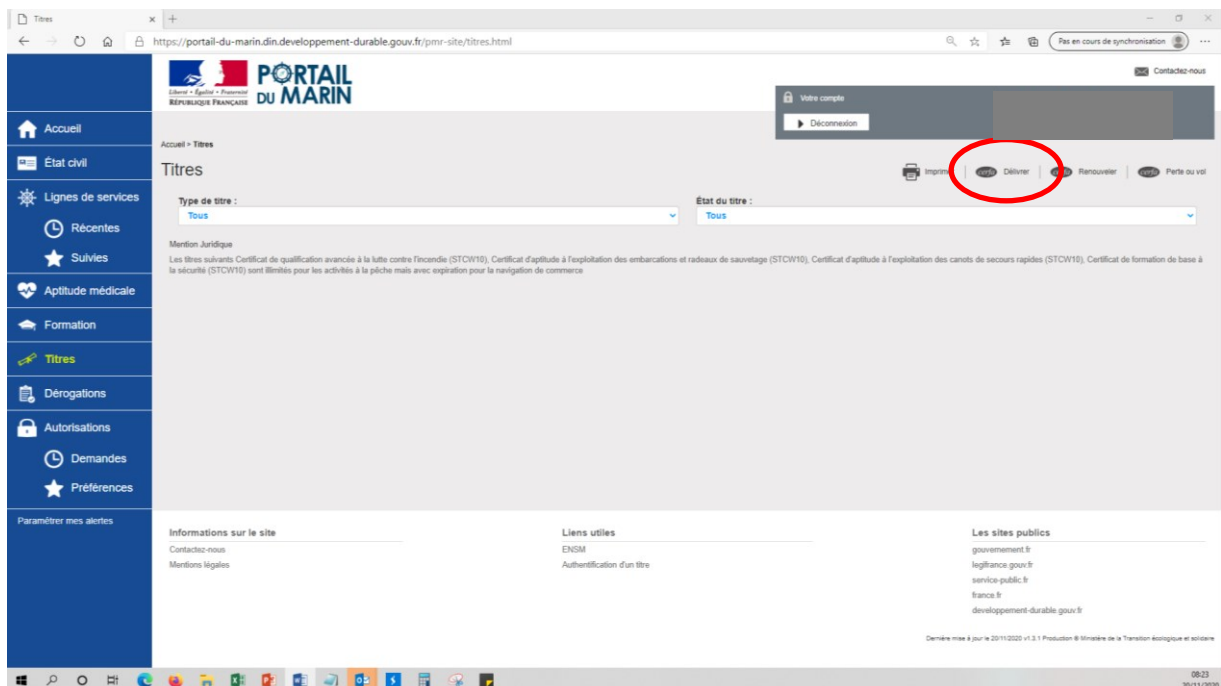 Titres
https://portail-du-marin.din.developpement-durable.gouv.fr/pmr-site/titres.html
Pas en cours de synchronisation
Liberté • Égalité • Fraternité
RÉPUBLIQUE FRANÇAISE
PORTAIL
DU MARIN
Contactez-nous
Votre compte
Déconnexion
Accueil
État civil
Lignes de services
Récentes
Suivies
Aptitude médicale
Formation
Titres
Dérogations
Autorisations
Demandes
Préférences
Paramétrer mes alertes
Accueil > Titres
Titres
Imprimer
cerfa Délivrer
cerfa Renouveler
cerfa Perte ou vol
Type de titre :
Tous
État du titre :
Tous
Mention Juridique
Les titres suivants Certificat de qualification avancée à la lutte contre l'incendie (STCW10), Certificat d'aptitude à l'exploitation des embarcations et radeaux de sauvetage (STCW10), Certificat d'aptitude à l'exploitation des canots de secours rapides (STCW10), Certificat de formation de base à
la sécurité (STCW10) sont illimités pour les activités à la pêche mais avec expiration pour la navigation de commerce
Informations sur le site
Contactez-nous
Mentions légales
Liens utiles
ENSM
Authentification d'un titre
Les sites publics
gouvernement.fr
legifrance.gouv.fr
service-public.fr
france.fr
developpement-durable.gouv.fr
Dernière mise à jour le 20/11/2020 v1.3.1 Production © Ministère de la Transition écologique et solidaire
08:23
20/11/2020